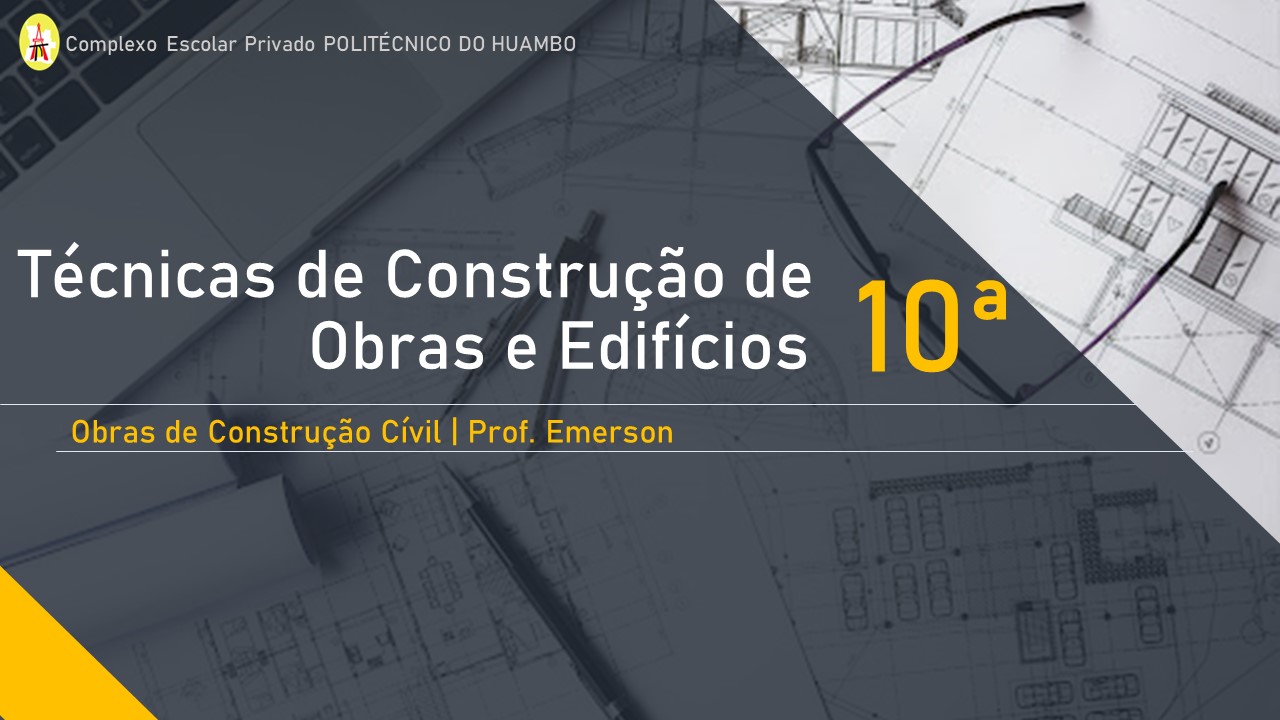 Complexo Escolar Privado POLITÉCNICO DO HUAMBO
Técnicas de Construção de
Obras e Edifícios
10ª
Obras de Construção Cívil | Prof. Emerson